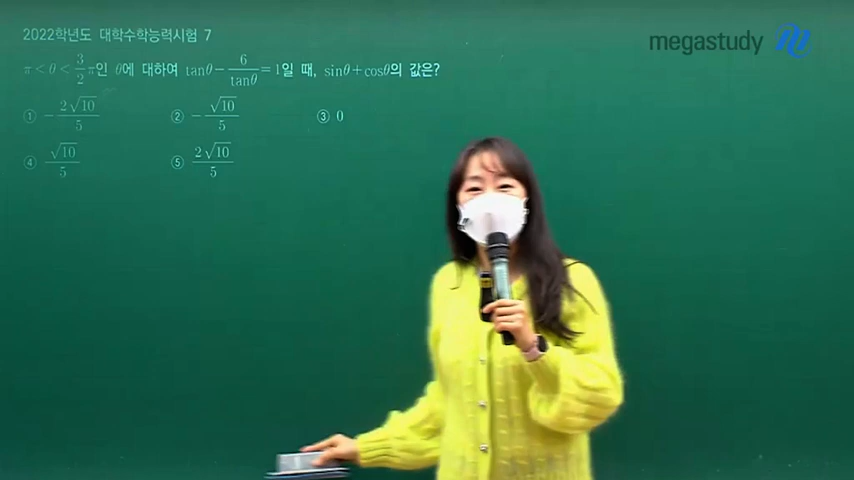 2022학년도 대학수학능력시험 7
megastudy
π < θ < 3/2 π인 θ에 대하여 tanθ − 6/tanθ = 1일 때, sinθ+cosθ의 값은?
① −2√10/5 ② −√10/5 ③ 0
④ √10/5 ⑤ 2√10/5